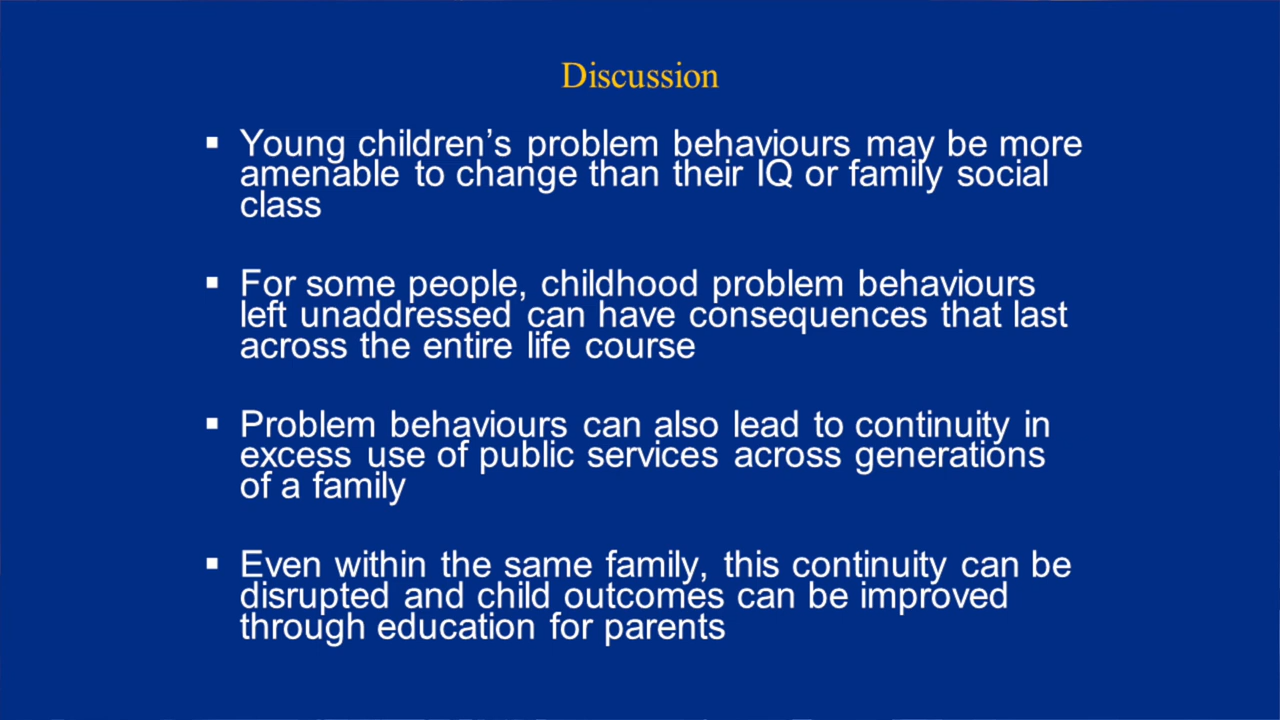 Discussion
▪ Young children’s problem behaviours may be more
amenable to change than their IQ or family social
class
▪ For some people, childhood problem behaviours
left unaddressed can have consequences that last
across the entire life course
▪ Problem behaviours can also lead to continuity in
excess use of public services across generations
of a family
▪ Even within the same family, this continuity can be
disrupted and child outcomes can be improved
through education for parents